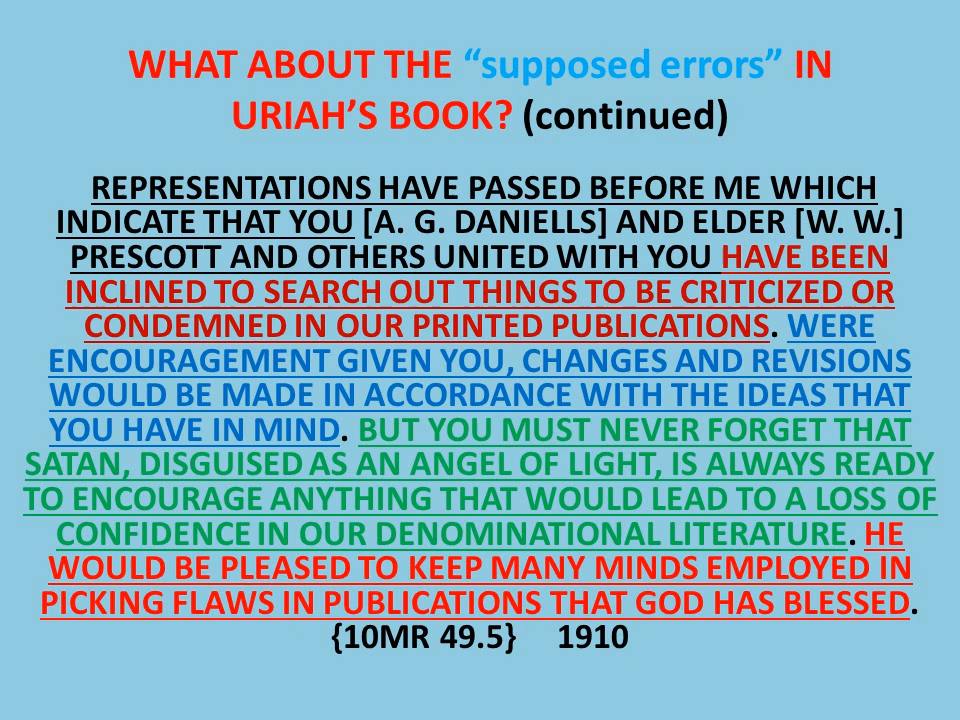 WHAT ABOUT THE “supposed errors” IN
URIAH’S BOOK? (continued)
REPRESENTATIONS HAVE PASSED BEFORE ME WHICH
INDICATE THAT YOU [A. G. DANIELLS] AND ELDER [W. W.]
PRESCOTT AND OTHERS UNITED WITH YOU HAVE BEEN
INCLINED TO SEARCH OUT THINGS TO BE CRITICIZED OR
CONDEMNED IN OUR PRINTED PUBLICATIONS. WERE
ENCOURAGEMENT GIVEN YOU, CHANGES AND REVISIONS
WOULD BE MADE IN ACCORDANCE WITH THE IDEAS THAT
YOU HAVE IN MIND. BUT YOU MUST NEVER FORGET THAT
SATAN, DISGUISED AS AN ANGEL OF LIGHT, IS ALWAYS READY
TO ENCOURAGE ANYTHING THAT WOULD LEAD TO A LOSS OF
CONFIDENCE IN OUR DENOMINATIONAL LITERATURE. HE
WOULD BE PLEASED TO KEEP MANY MINDS EMPLOYED IN
PICKING FLAWS IN PUBLICATIONS THAT GOD HAS BLESSED.
{10MR 49.5} 1910